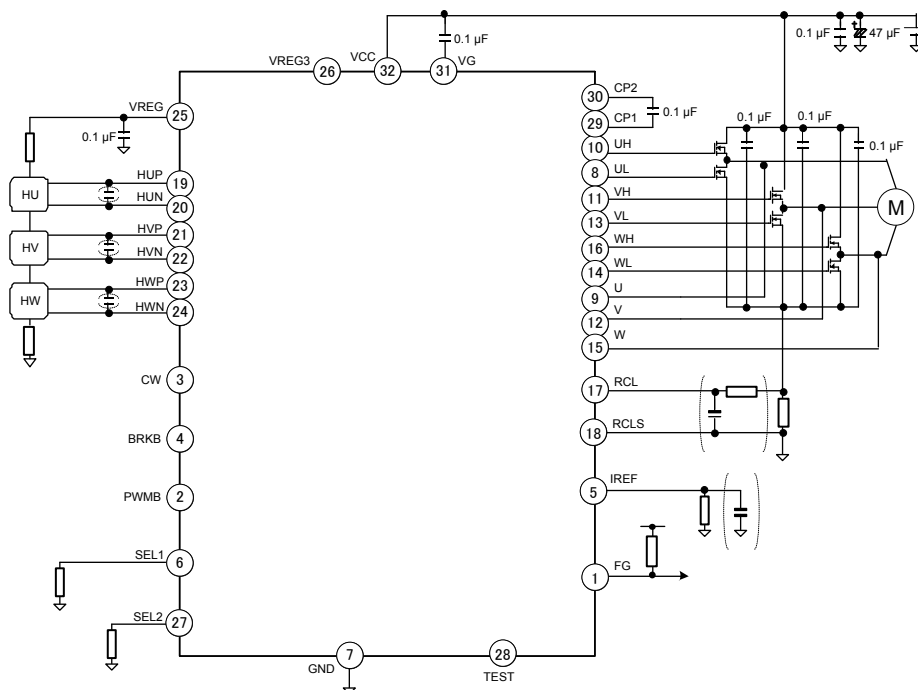 0.1 µF
47 µF
VREG3
26
VCC
32
31
VG
0.1 µF
VREG
25
0.1 µF
30
CP2
29
CP1
0.1 µF
10
UH
8
UL
11
VH
13
VL
16
WH
14
WL
9
U
12
V
15
W
0.1 µF
0.1 µF
0.1 µF
M
HU
HUP
19
HUN
20
HV
HVP
21
HVN
22
HW
HWP
23
HWN
24
CW
3
BRKB
4
PWMB
2
SEL1
6
SEL2
27
17
RCL
18
RCLS
5
IREF
1
FG
GND
7
28
TEST